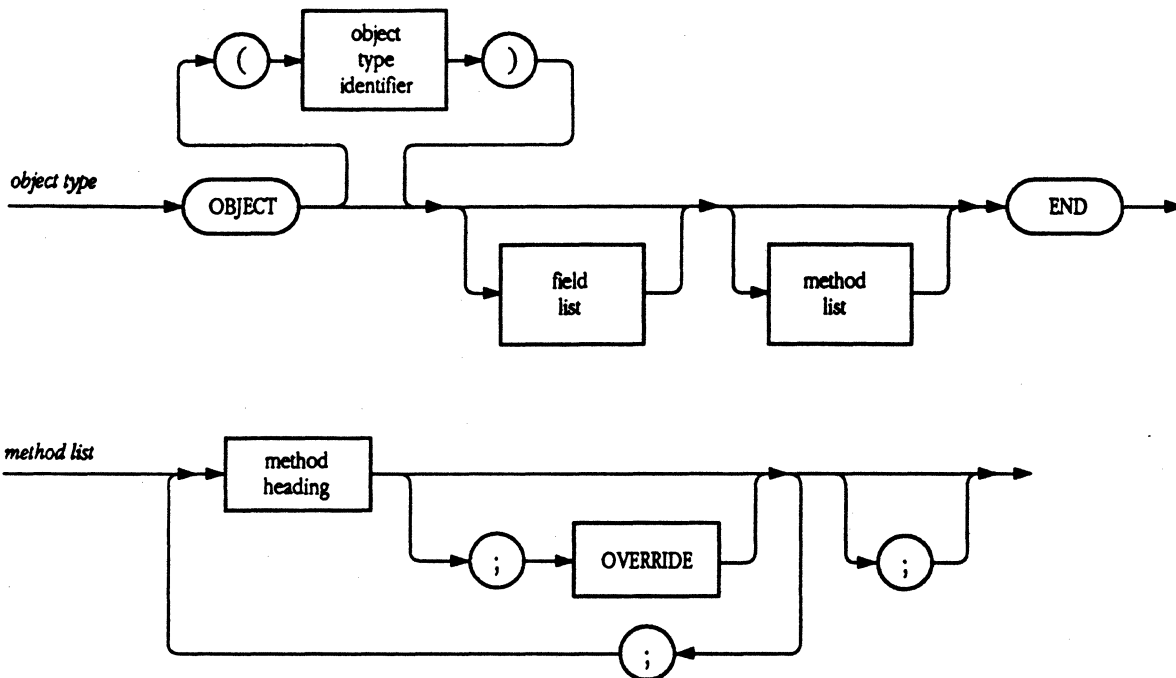 (
object
type
identifier
)
object type
OBJECT
END
field
list
method
list
method list
method
heading
;
OVERRIDE
;
;